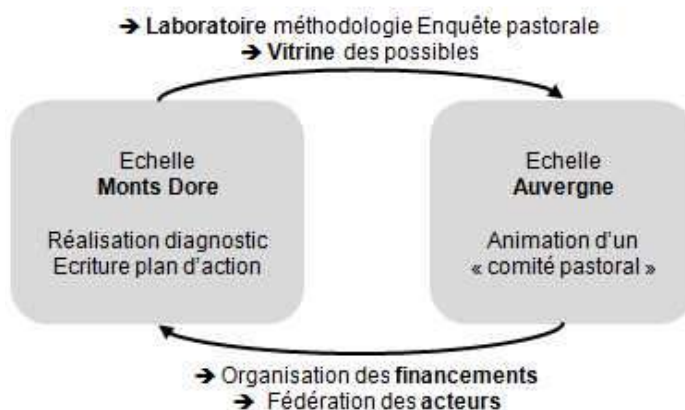 ➔ Laboratoire méthodologie Enquête pastorale
➔ Vitrine des possibles
Echelle
Monts Dore
Réalisation diagnostic
Ecriture plan d'action
Echelle
Auvergne
Animation d'un
« comité pastoral »
➔ Organisation des financements
➔ Fédération des acteurs